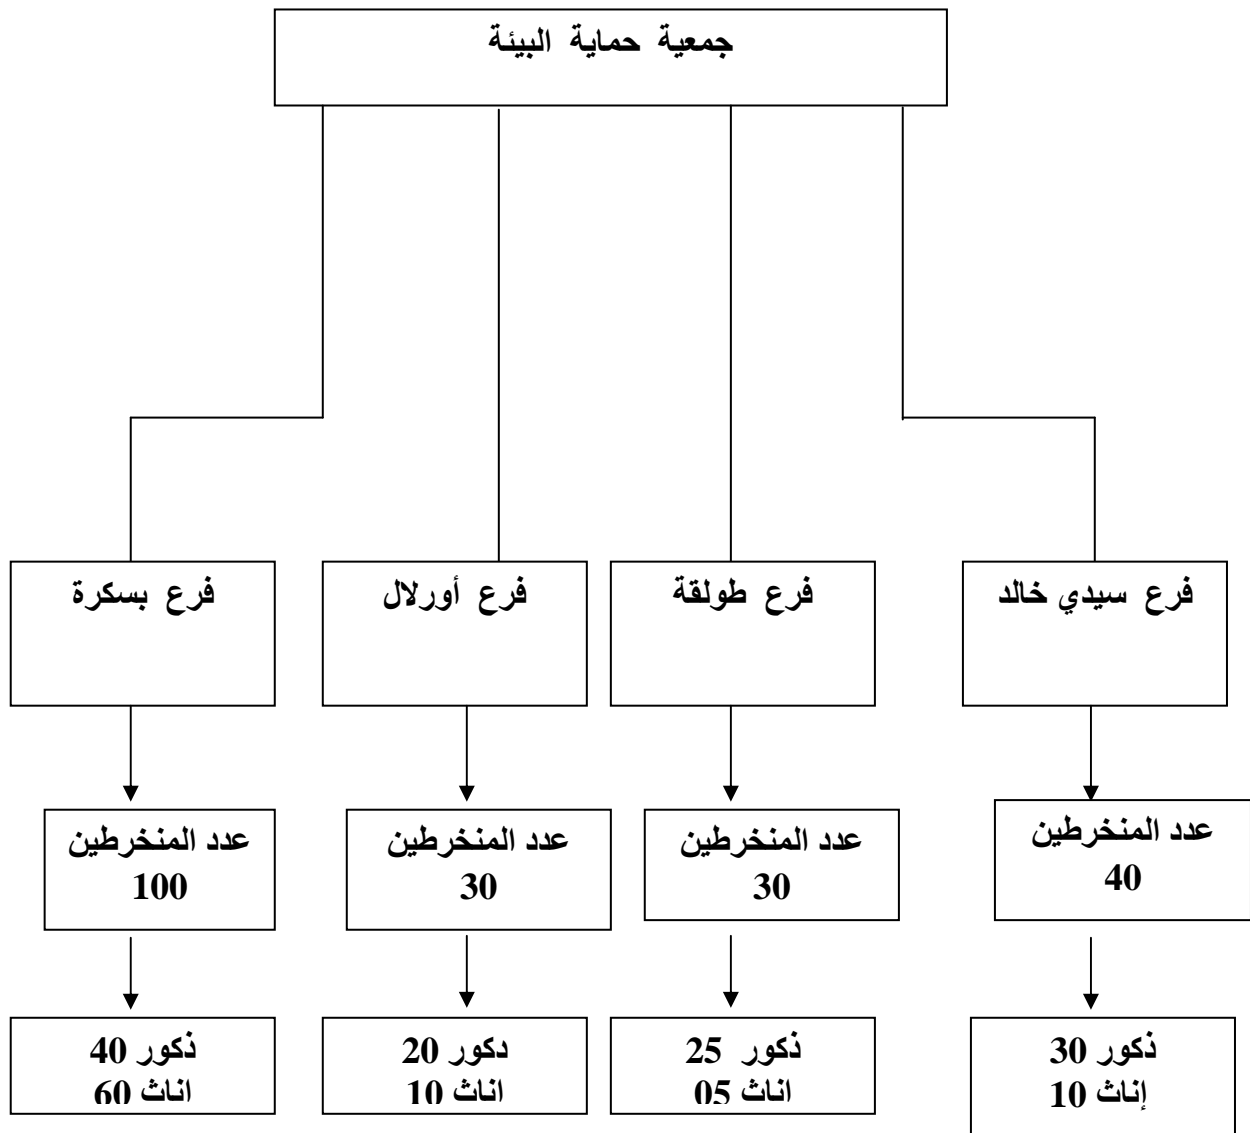 جمعية حماية البيئة
فرع سيدي خالد
فرع طولقة
فرع أورلال
فرع بسكرة
عدد المنخرطين
40
عدد المنخرطين
30
عدد المنخرطين
30
عدد المنخرطين
100
ذكور 30
إناث 10
ذكور 25
اناث 05
دكور 20
اناث 10
ذكور 40
اناث 60